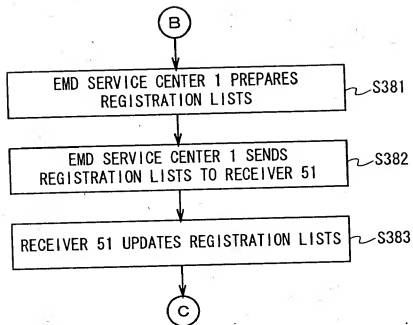 B
EMD SERVICE CENTER 1 PREPARES
REGISTRATION LISTS
S381
EMD SERVICE CENTER 1 SENDS
REGISTRATION LISTS TO RECEIVER 51
S382
RECEIVER 51 UPDATES REGISTRATION LISTS
S383
C